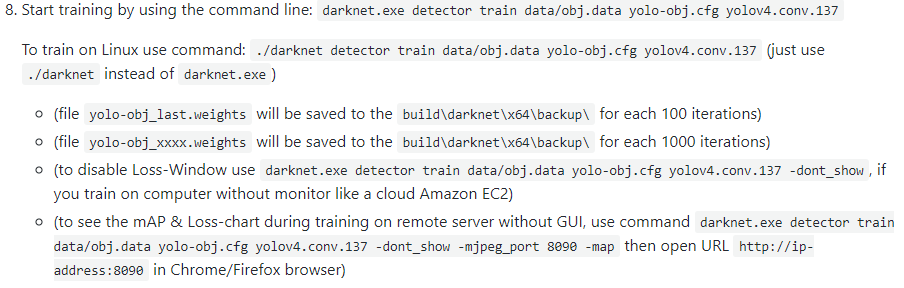 8. Start training by using the command line: darknet.exe detector train data/obj.data yolo-obj.cfg yolov4.conv.137
To train on Linux use command: ./darknet detector train data/obj.data yolo-obj.cfg yolov4.conv.137 (just use
./darknet instead of darknet.exe )
○ (file yolo-obj_last.weights will be saved to the build\darknet\x64\backup\ for each 100 iterations)
○ (file yolo-obj_xxxx.weights will be saved to the build\darknet\x64\backup\ for each 1000 iterations)
○ (to disable Loss-Window use darknet.exe detector train data/obj.data yolo-obj.cfg yolov4.conv.137 -dont_show , if
you train on computer without monitor like a cloud Amazon EC2)
○ (to see the mAP & Loss-chart during training on remote server without GUI, use command darknet.exe detector train
data/obj.data yolo-obj.cfg yolov4.conv.137 -dont_show -mjpeg_port 8090 -map then open URL http://ip-
address:8090 in Chrome/Firefox browser)